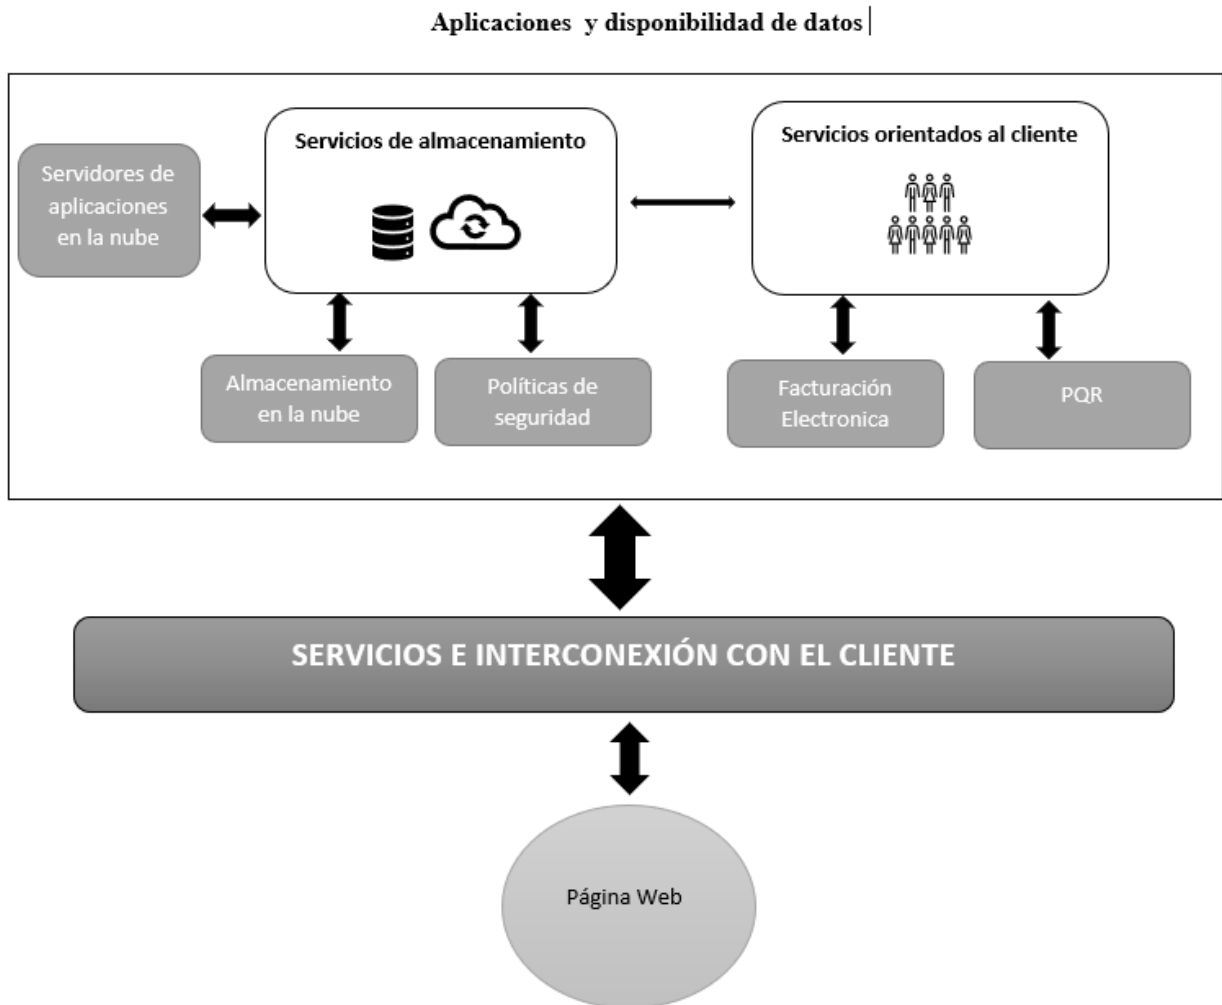 Aplicaciones y disponibilidad de datos
Servicios de almacenamiento
Servicios orientados al cliente
Servidores de
aplicaciones
en la nube
Almacenamiento
en la nube
Políticas de
seguridad
Facturación
Electronica
PQR
SERVICIOS E INTERCONEXIÓN CON EL CLIENTE
Página Web